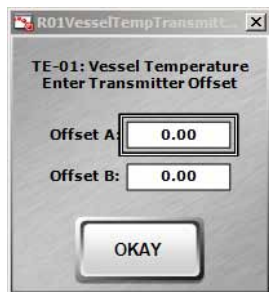 R01VesselTempTransmitt...
TE-01: Vessel Temperature
Enter Transmitter Offset
Offset A: 0.00
Offset B: 0.00
OKAY